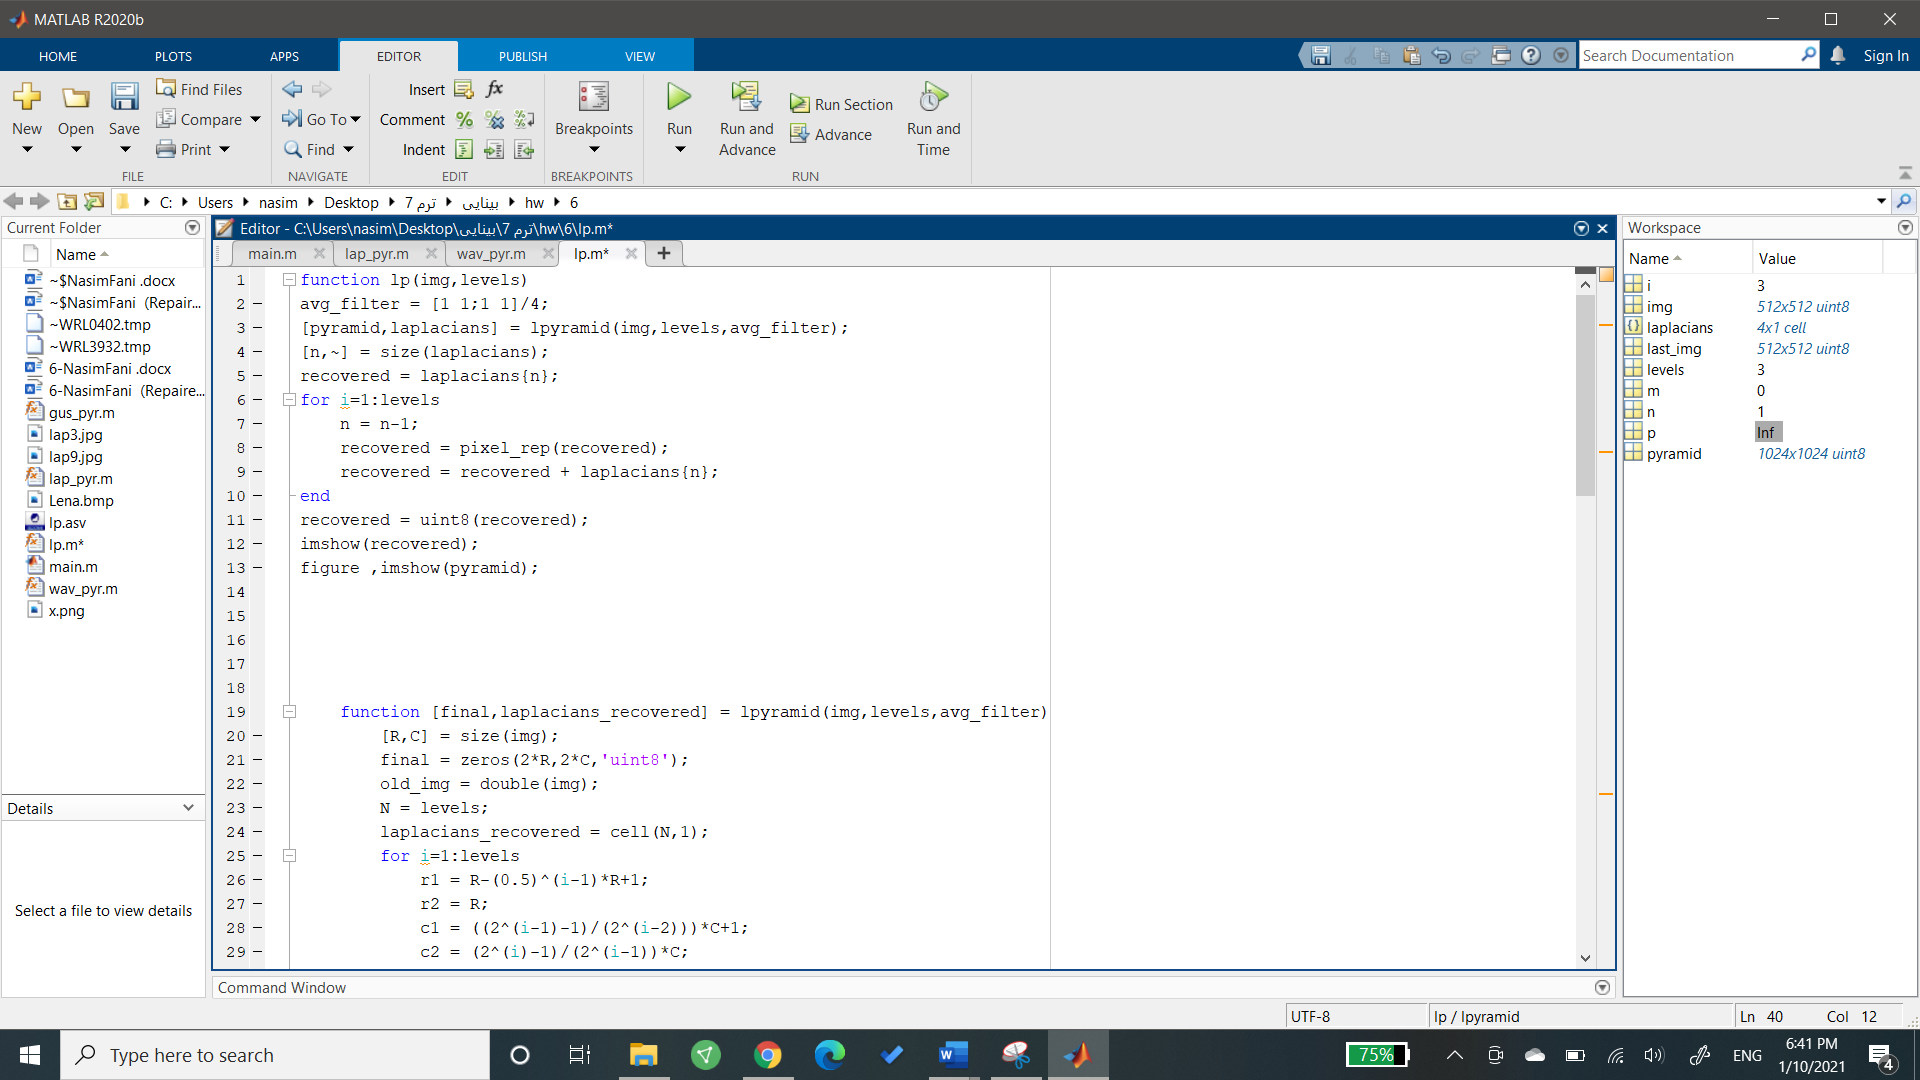 MATLAB R2020b
HOME PLOTS APPS EDITOR PUBLISH VIEW
Search Documentation
Sign In
New Open Save
Find Files
Compare
Print
FILE
Go To
Find
NAVIGATE
Insert fx
Comment
Indent
EDIT
Breakpoints
BREAKPOINTS
Run
Run and Advance
Run Section
Advance
Run and Time
RUN
C: Users nasim Desktop ترم 7 بینایی hw 6
Current Folder
Name
~$NasimFani .docx
~$NasimFani (Repair...
~WRL0402.tmp
~WRL3932.tmp
6-NasimFani .docx
6-NasimFani (Repaire...
gus_pyr.m
lap3.jpg
lap9.jpg
lap_pyr.m
Lena.bmp
lp.asv
lp.m*
main.m
wav_pyr.m
x.png
Details
Select a file to view details
Editor - C:\Users\nasim\Desktop\ترم 7\بینایی\hw\6\lp.m*
main.m lap_pyr.m wav_pyr.m lp.m*
1 function lp(img,levels)
2 avg_filter = [1 1;1 1]/4;
3 [pyramid,laplacians] = lpyramid(img,levels,avg_filter);
4 [n,~] = size(laplacians);
5 recovered = laplacians{n};
6 for i=1:levels
7 n = n-1;
8 recovered = pixel_rep(recovered);
9 recovered = recovered + laplacians{n};
10 end
11 recovered = uint8(recovered);
12 imshow(recovered);
13 figure ,imshow(pyramid);
14
15
16
17
18
19 function [final,laplacians_recovered] = lpyramid(img,levels,avg_filter)
20 [R,C] = size(img);
21 final = zeros(2*R,2*C,'uint8');
22 old_img = double(img);
23 N = levels;
24 laplacians_recovered = cell(N,1);
25 for i=1:levels
26 r1 = R-(0.5)^(i-1)*R+1;
27 r2 = R;
28 c1 = ((2^(i-1)-1)/(2^(i-2)))*C+1;
29 c2 = (2^(i)-1)/(2^(i-1))*C;
Command Window
Workspace
Name Value
i 3
img 512x512 uint8
laplacians 4x1 cell
last_img 512x512 uint8
levels 3
m 0
n 1
p Inf
pyramid 1024x1024 uint8
UTF-8
lp / lpyramid
Ln 40 Col 12
Type here to search
75%
ENG
6:41 PM
1/10/2021
4